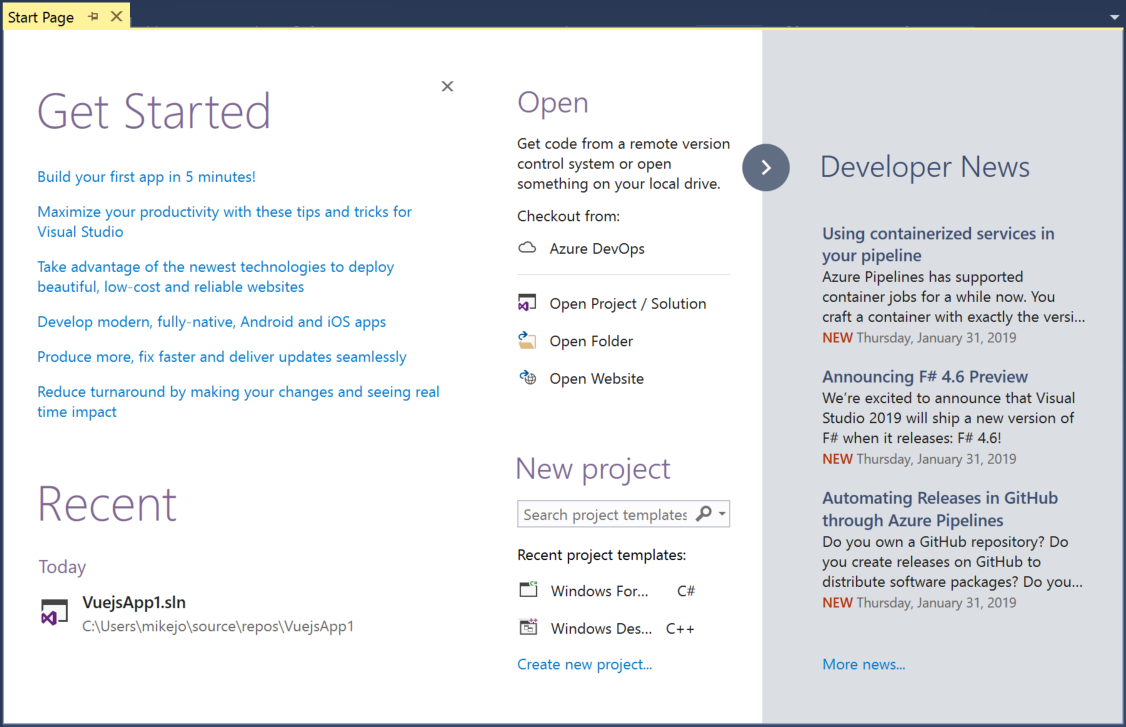 Start Page
Get Started
Build your first app in 5 minutes!
Maximize your productivity with these tips and tricks for
Visual Studio
Take advantage of the newest technologies to deploy
beautiful, low-cost and reliable websites
Develop modern, fully-native, Android and iOS apps
Produce more, fix faster and deliver updates seamlessly
Reduce turnaround by making your changes and seeing real
time impact
Recent
Today
VuejsApp1.sln
C:\Users\mikejo\source\repos\VuejsApp1
Open
Get code from a remote version
control system or open
something on your local drive.
Checkout from:
Azure DevOps
Open Project / Solution
Open Folder
Open Website
New project
Search project templates
Recent project templates:
Windows For... C#
Windows Des... C++
Create new project...
Developer News
Using containerized services in
your pipeline
Azure Pipelines has supported
container jobs for a while now. You
craft a container with exactly the versi...
NEW Thursday, January 31, 2019
Announcing F# 4.6 Preview
We're excited to announce that Visual
Studio 2019 will ship a new version of
F# when it releases: F# 4.6!
NEW Thursday, January 31, 2019
Automating Releases in GitHub
through Azure Pipelines
Do you own a GitHub repository? Do
you create releases on GitHub to
distribute software packages? Do you...
NEW Thursday, January 31, 2019
More news...